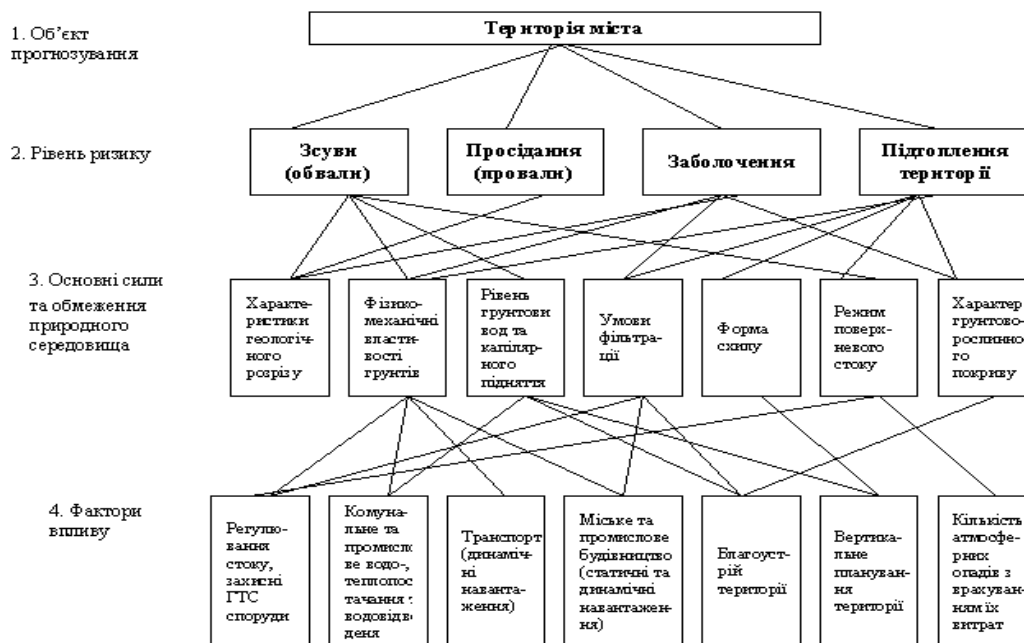 1. Об’єкт
прогнозування
Територія міста
2. Рівень ризику
Зсуви
(обвали)
Просідання
(провали)
Заболочення
Підтоплення
території
3. Основні сили
та обмеження
природного
середовища
Характе-
ристики
геологіч-
ного
розрізу
Фізико-
механічні
власти-
вості
грунтів
Рівень
грунтови
вод та
капіляр-
ного
підняття
Умови
фільтра-
ції
Форма
схилу
Режим
поверх-
невого
стоку
Характер
грунтово-
рослинно-
го
покриву
4. Фактори
впливу
Регулю-
вання
стоку,
захисні
ГТС
споруди
Комуна-
льне та
промисло
ве водо-,
теплопос
тачання
водовідв
дення
Транспорт
(динаміч-
ні
наванта-
ження)
Міське та
промислове
будівництво
(статичні та
динамічні
навантажен-
ня)
Благоуст-
рій
території
Вертика-
льне
плануван-
ня
території
Кількість
атмосфе-
рних
опадів з
врахуван-
ням їх
витрат